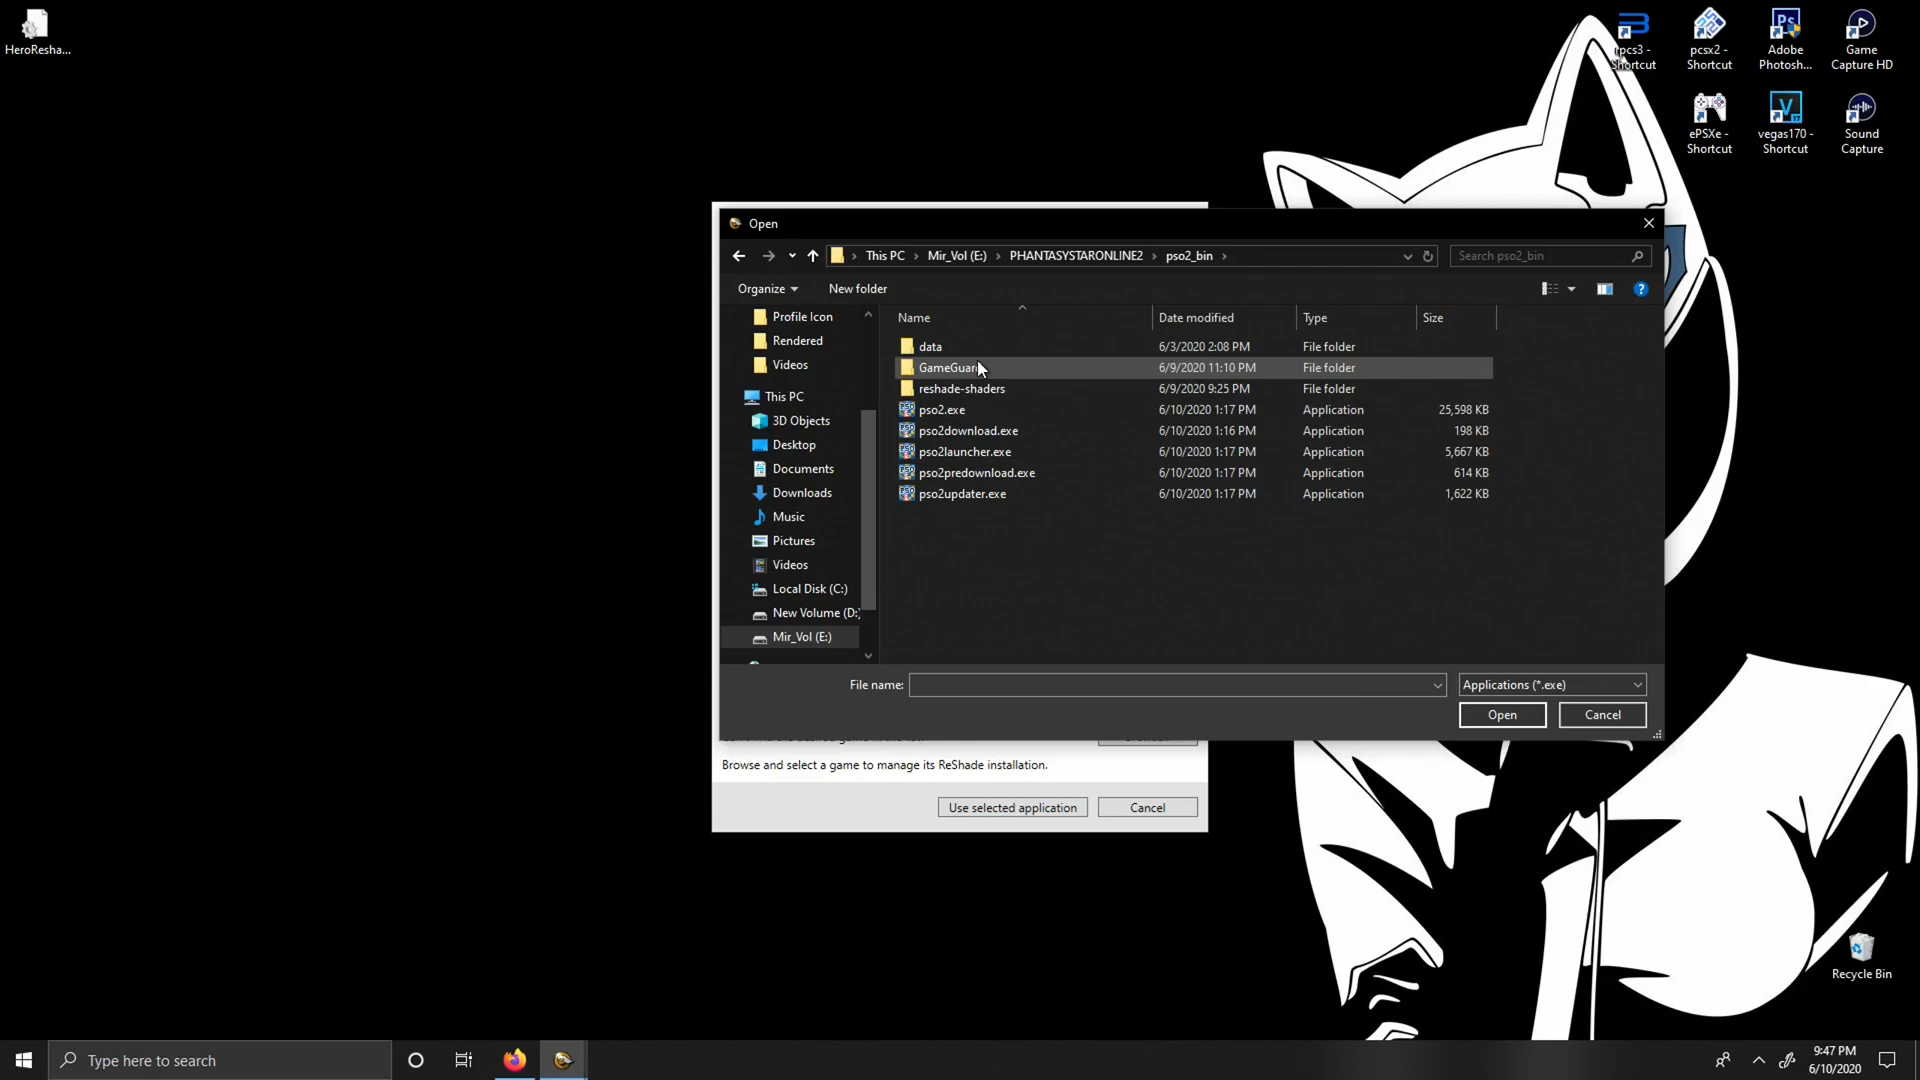 HeroResha...
rpcs3 - Shortcut
pcsx2 - Shortcut
Adobe Photosh...
Game Capture HD
ePSXe - Shortcut
vegas170 - Shortcut
Sound Capture
Open
This PC > Mir_Vol (E:) > PHANTASYSTARONLINE2 > pso2_bin >
Search pso2_bin
Organize
New folder
Profile Icon
Rendered
Videos
This PC
3D Objects
Desktop
Documents
Downloads
Music
Pictures
Videos
Local Disk (C:)
New Volume (D:)
Mir_Vol (E:)
Name Date modified Type Size
data 6/3/2020 2:08 PM File folder
GameGuard 6/9/2020 11:10 PM File folder
reshade-shaders 6/9/2020 9:25 PM File folder
pso2.exe 6/10/2020 1:17 PM Application 25,598 KB
pso2download.exe 6/10/2020 1:16 PM Application 198 KB
pso2launcher.exe 6/10/2020 1:17 PM Application 5,667 KB
pso2predownload.exe 6/10/2020 1:17 PM Application 614 KB
pso2updater.exe 6/10/2020 1:17 PM Application 1,622 KB
File name:
Applications (*.exe)
Open
Cancel
Browse and select a game to manage its ReShade installation.
Use selected application
Cancel
Recycle Bin
Type here to search
9:47 PM
6/10/2020